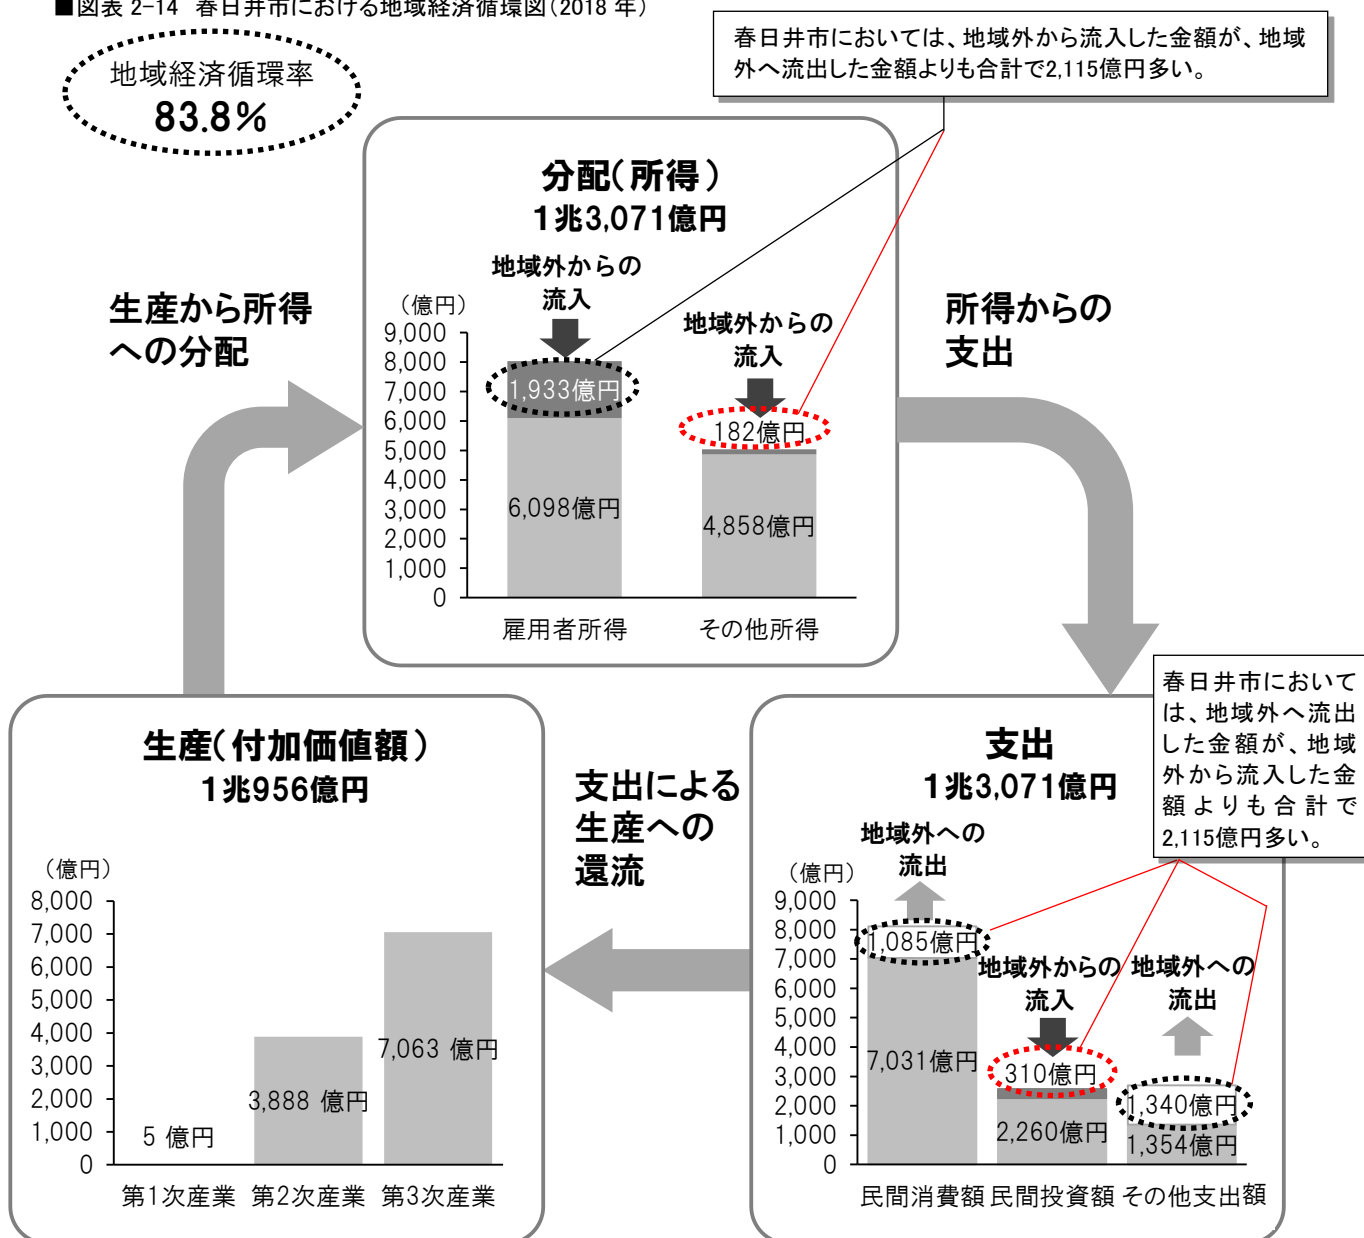 ■図表 2-14 春日井市における地域経済循環図(2018 年)
地域経済循環率
83.8%
春日井市においては、地域外から流入した金額が、地域
外へ流出した金額よりも合計で2,115億円多い。
分配(所得)
1兆3,071億円
地域外からの
流入
地域外からの
流入
(億円)
9,000
8,000
7,000
6,000
5,000
4,000
3,000
2,000
1,000
0
1,933億円
6,098億円
182億円
4,858億円
雇用者所得
その他所得
生産から所得
への分配
所得からの
支出
生産(付加価値額)
1兆956億円
(億円)
8,000
7,000
6,000
5,000
4,000
3,000
2,000
1,000
0
5 億円
3,888 億円
7,063 億円
第1次産業
第2次産業
第3次産業
支出による
生産への
還流
支出
1兆3,071億円
春日井市において
は、地域外へ流出
した金額が、地域
外から流入した金
額よりも合計で
2,115億円多い。
地域外への
流出
地域外からの
流入
地域外への
流出
(億円)
9,000
8,000
7,000
6,000
5,000
4,000
3,000
2,000
1,000
0
1,085億円
7,031億円
310億円
2,260億円
1,340億円
1,354億円
民間消費額
民間投資額
その他支出額